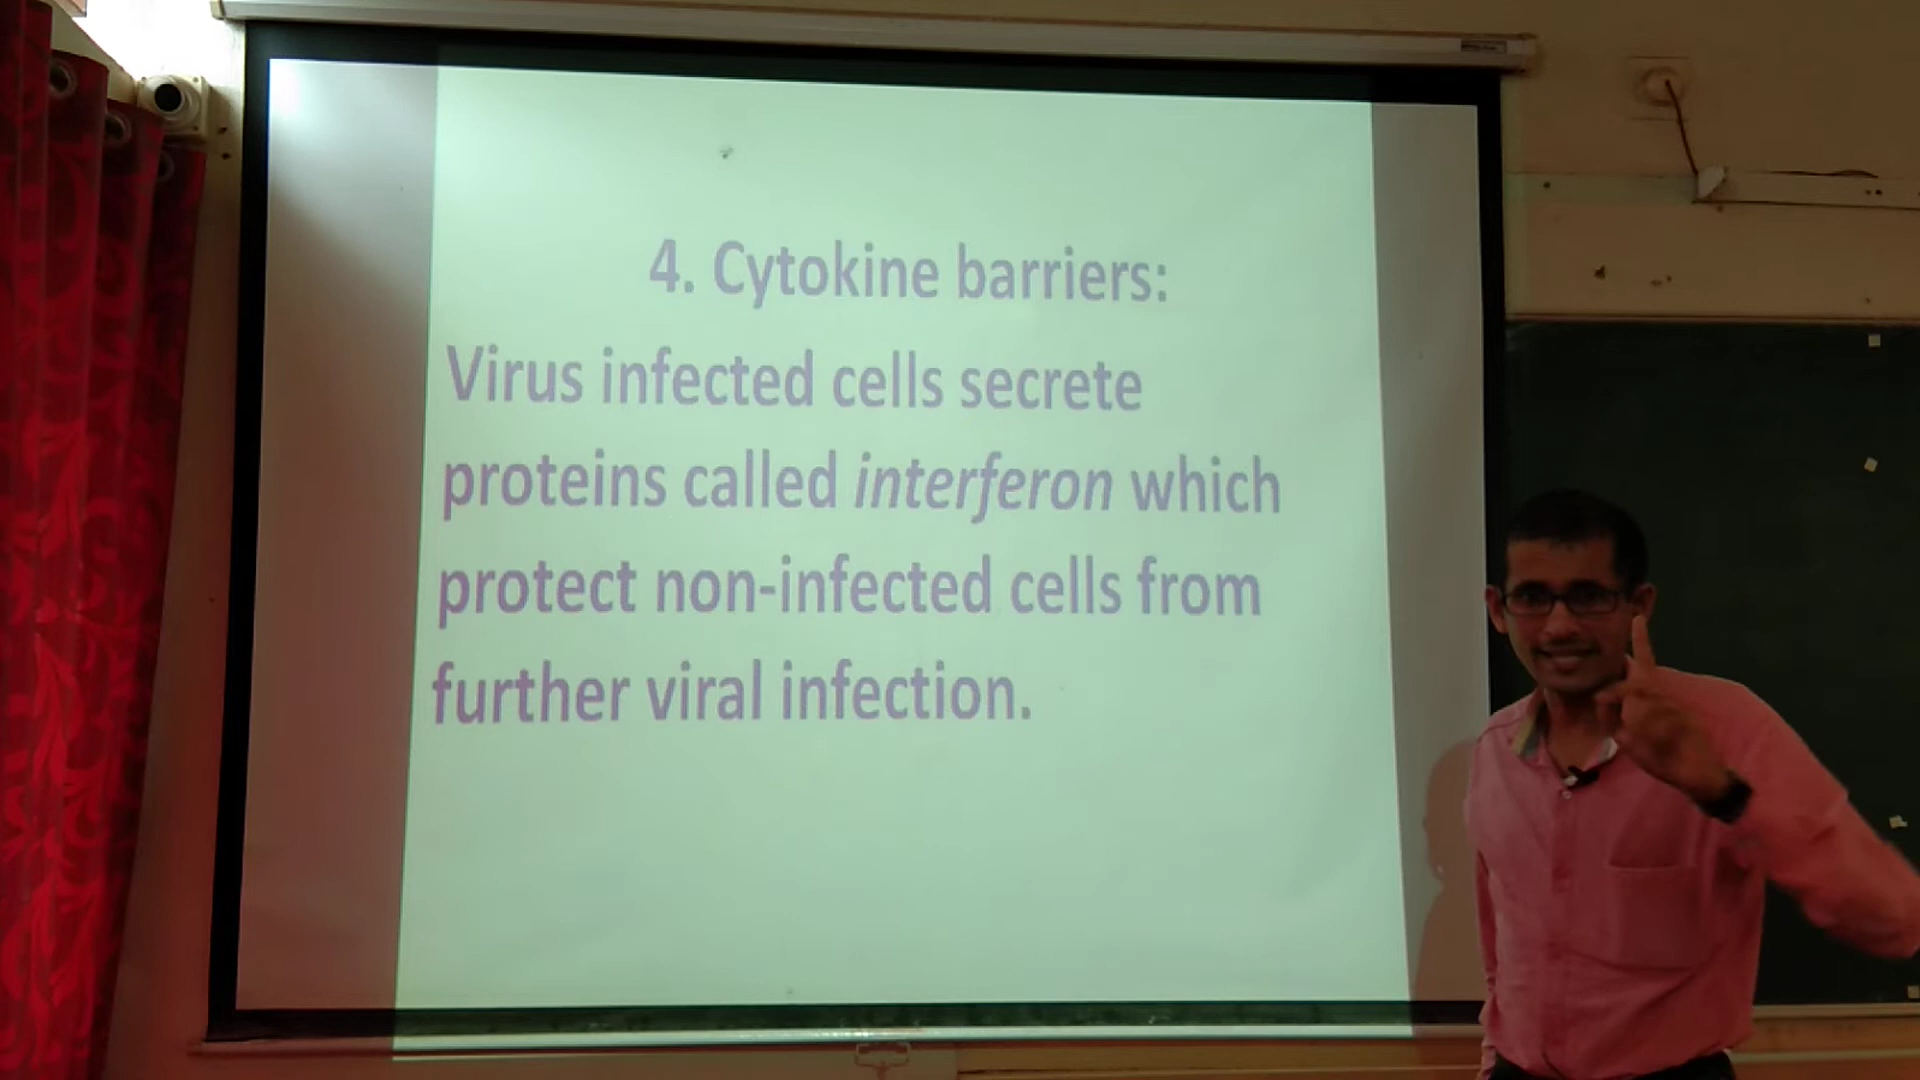 4. Cytokine barriers:
Virus infected cells secrete
proteins called interferon which
protect non-infected cells from
further viral infection.